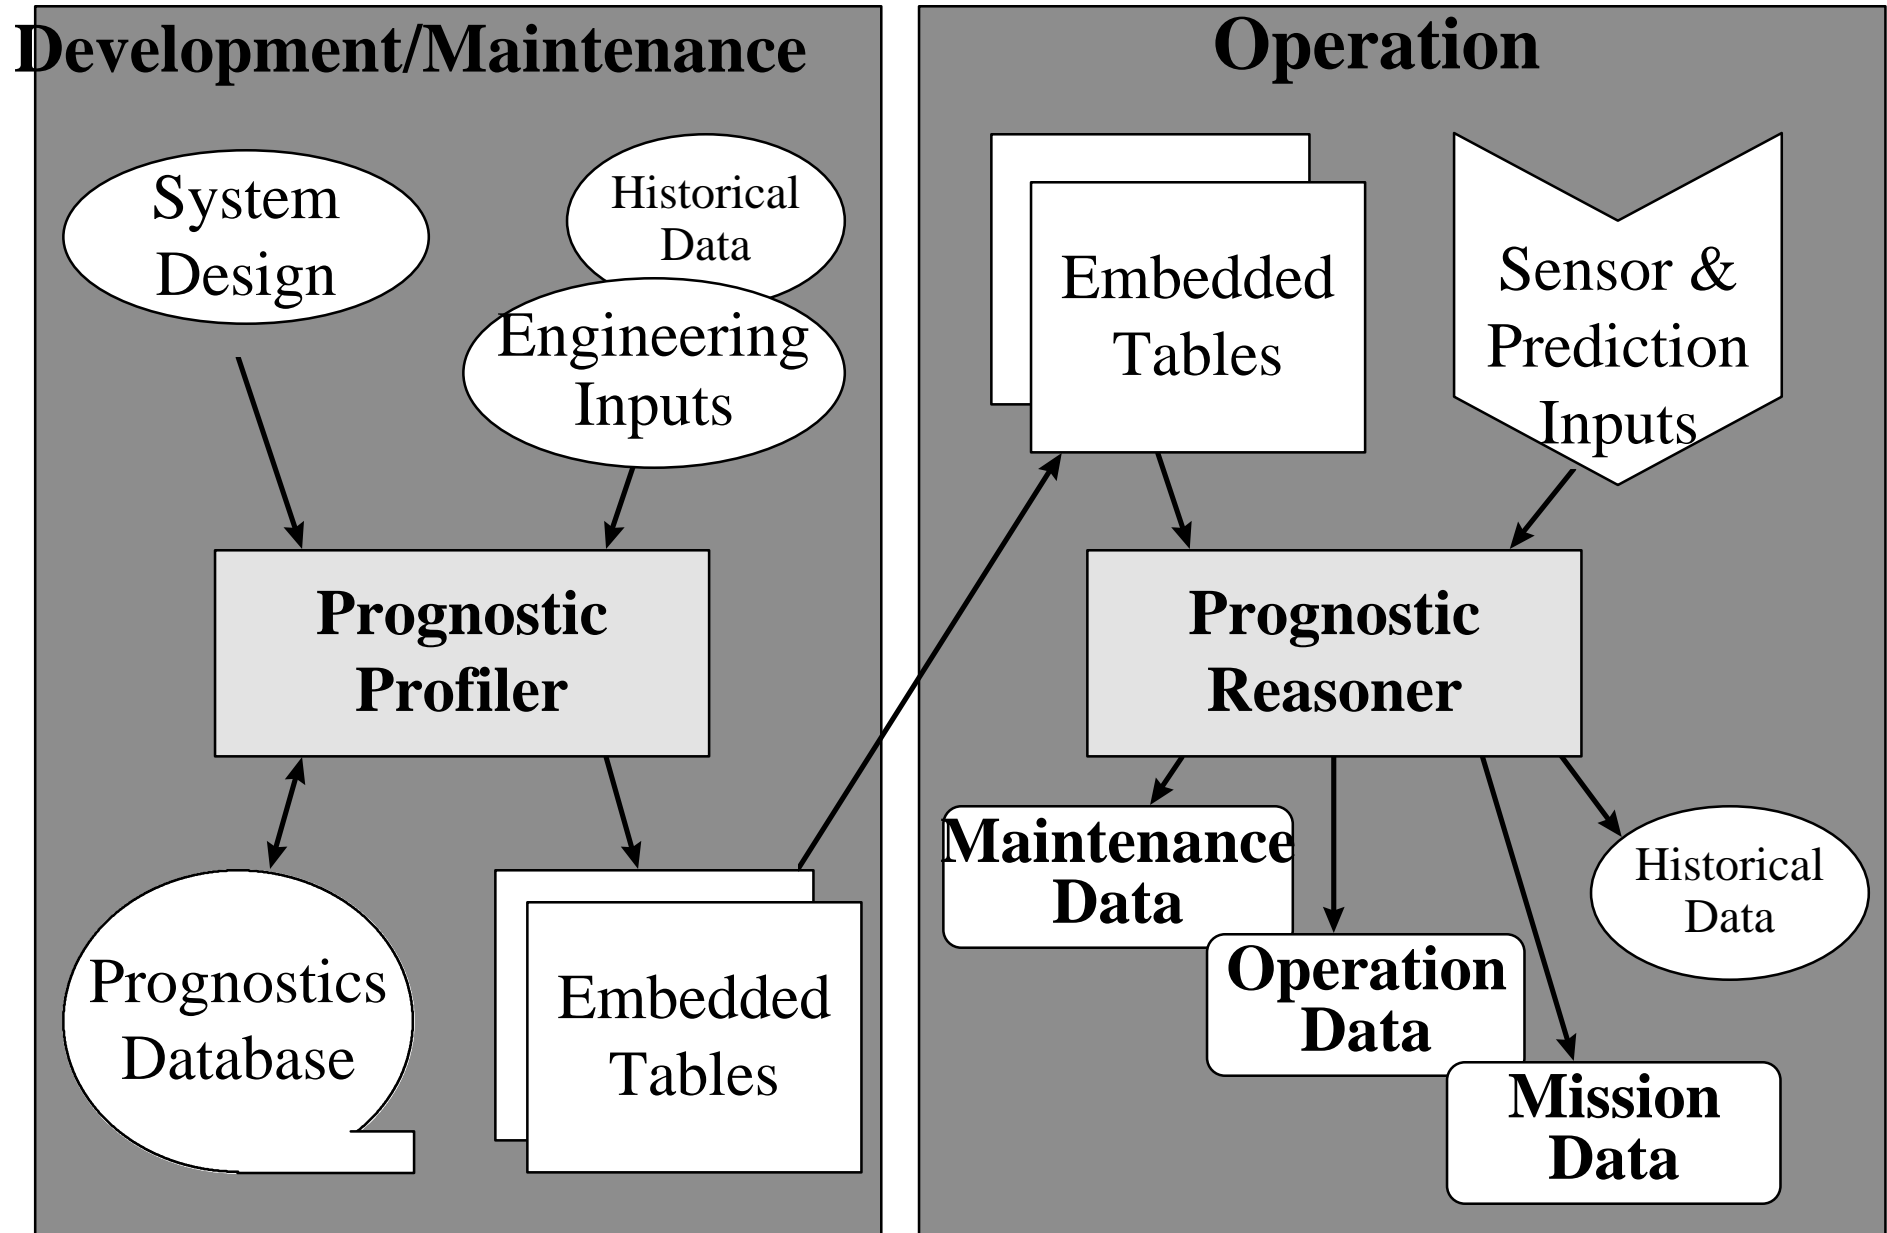 Development/Maintenance
System
Design
Historical
Data
Engineering
Inputs
Prognostic
Profiler
Prognostics
Database
Embedded
Tables
Operation
Embedded
Tables
Sensor &
Prediction
Inputs
Prognostic
Reasoner
Maintenance
Data
Operation
Data
Mission
Data
Historical
Data